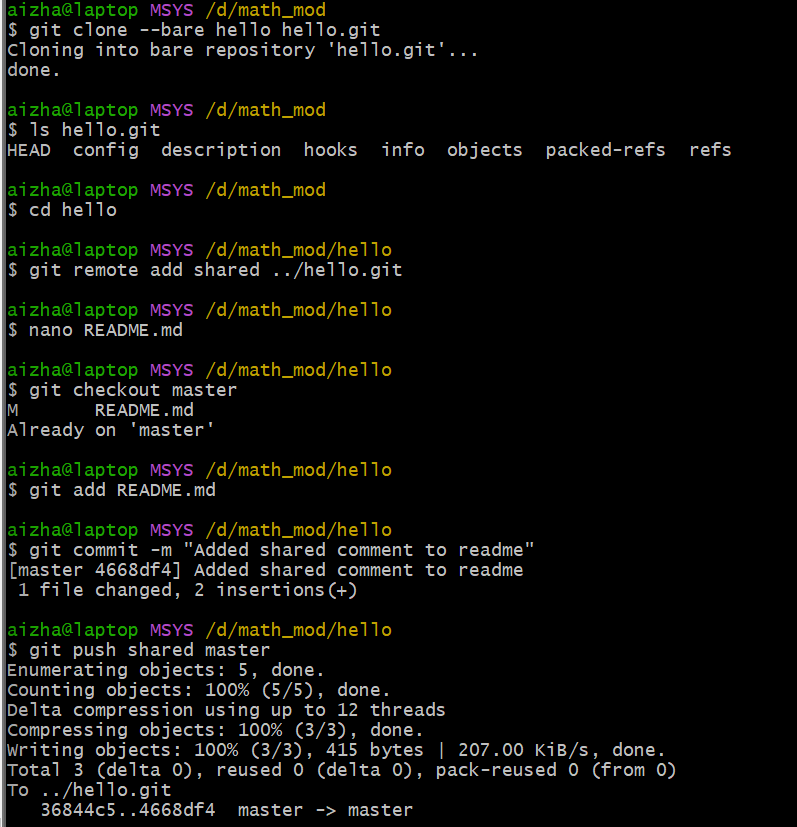 aizha@laptop MSYS /d/math_mod
$ git clone --bare hello hello.git
Cloning into bare repository 'hello.git'...
done.
aizha@laptop MSYS /d/math_mod
$ ls hello.git
HEAD  config  description  hooks  info  objects  packed-refs  refs
aizha@laptop MSYS /d/math_mod
$ cd hello
aizha@laptop MSYS /d/math_mod/hello
$ git remote add shared ../hello.git
aizha@laptop MSYS /d/math_mod/hello
$ nano README.md
aizha@laptop MSYS /d/math_mod/hello
$ git checkout master
M       README.md
Already on 'master'
aizha@laptop MSYS /d/math_mod/hello
$ git add README.md
aizha@laptop MSYS /d/math_mod/hello
$ git commit -m "Added shared comment to readme"
[master 4668df4] Added shared comment to readme
 1 file changed, 2 insertions(+)
aizha@laptop MSYS /d/math_mod/hello
$ git push shared master
Enumerating objects: 5, done.
Counting objects: 100% (5/5), done.
Delta compression using up to 12 threads
Compressing objects: 100% (3/3), done.
Writing objects: 100% (3/3), 415 bytes | 207.00 KiB/s, done.
Total 3 (delta 0), reused 0 (delta 0), pack-reused 0 (from 0)
To ../hello.git
   36844c5..4668df4  master -> master